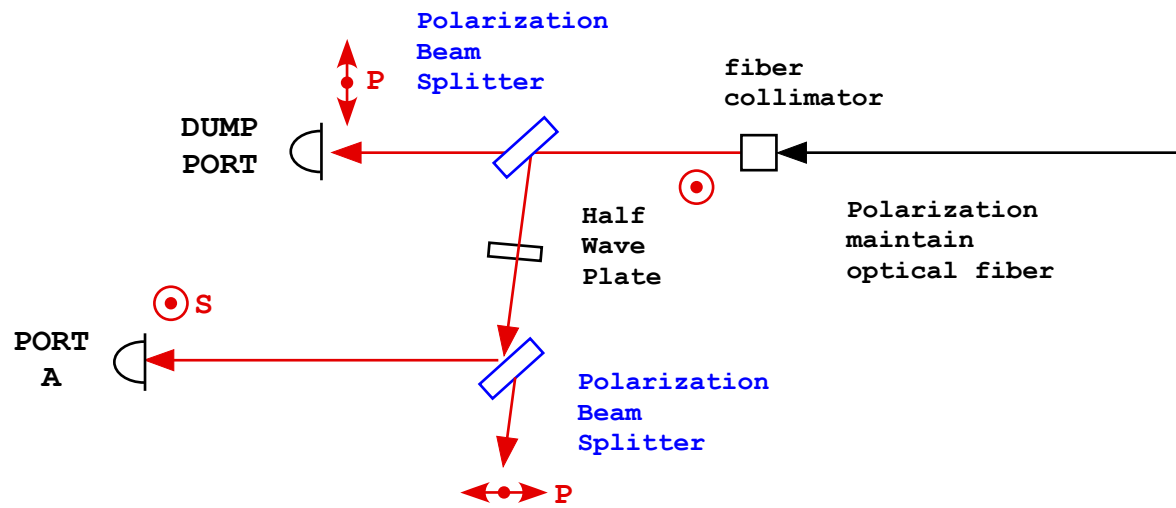 Polarization
Beam
Splitter
P
fiber
collimator
DUMP
PORT
Half
Wave
Plate
Polarization
maintain
optical fiber
S
PORT
A
Polarization
Beam
Splitter
P